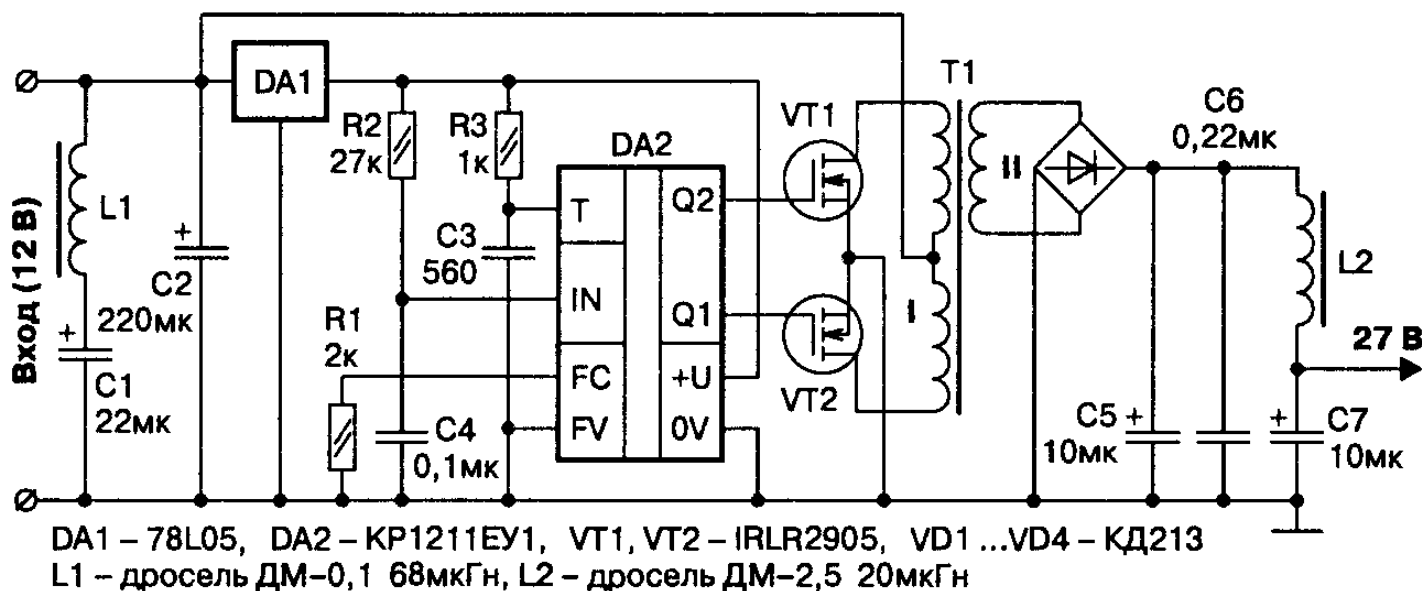 DA1
T1
VT1
C6
0,22мк
R2
27к
R3
1к
DA2
L1
T
Q2
II
Вход (12 В)
+
C2
220мк
C3
560
IN
Q1
I
L2
R1
2к
27 В
+
C1
22мк
FC
+U
VT2
FV
0V
C4
0,1мк
C5
+
10мк
+
C7
10мк
DA1 – 78L05, DA2 – КР1211ЕУ1, VT1, VT2 – IRLR2905, VD1...VD4 – КД213
L1 – дросель ДМ–0,1 68мкГн, L2 – дросель ДМ–2,5 20мкГн